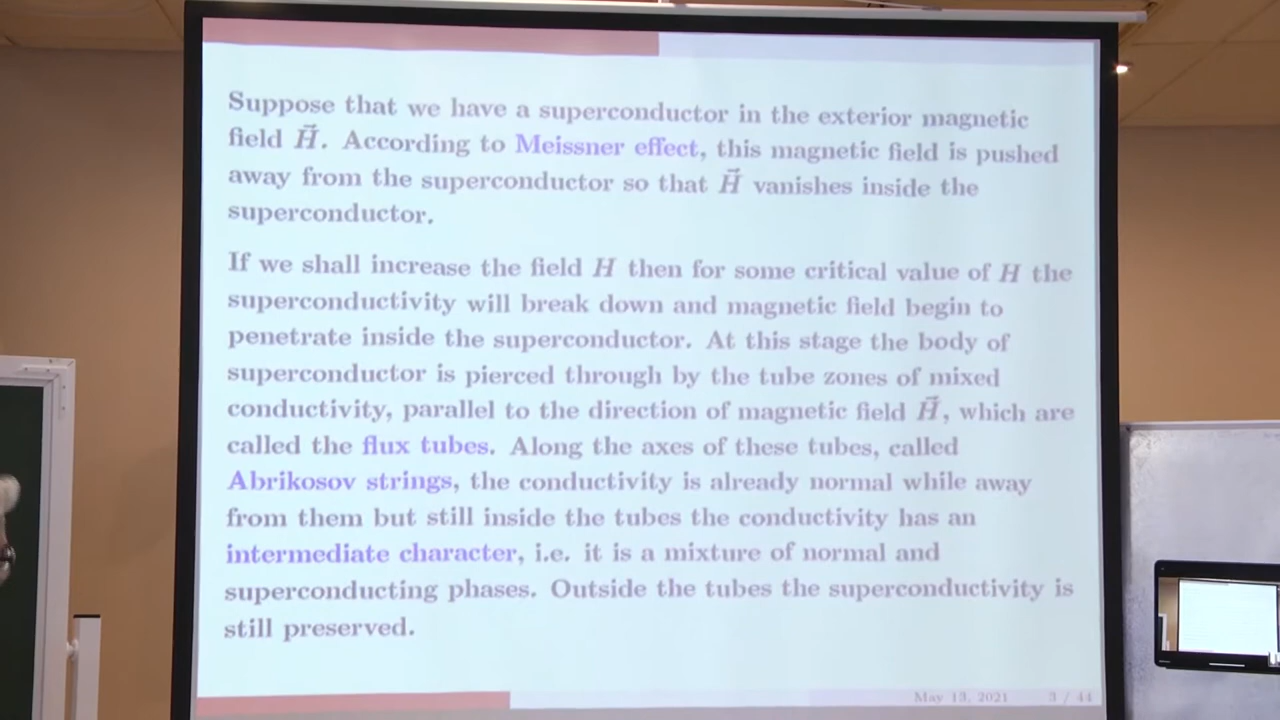 Suppose that we have a superconductor in the exterior magnetic
field H⃗. According to Meissner effect, this magnetic field is pushed
away from the superconductor so that H⃗ vanishes inside the
superconductor.
If we shall increase the field H then for some critical value of H the
superconductivity will break down and magnetic field begin to
penetrate inside the superconductor. At this stage the body of
superconductor is pierced through by the tube zones of mixed
conductivity, parallel to the direction of magnetic field H⃗, which are
called the flux tubes. Along the axes of these tubes, called
Abrikosov strings, the conductivity is already normal while away
from them but still inside the tubes the conductivity has an
intermediate character, i.e. it is a mixture of normal and
superconducting phases. Outside the tubes the superconductivity is
still preserved.
May 13, 2021 3 / 44